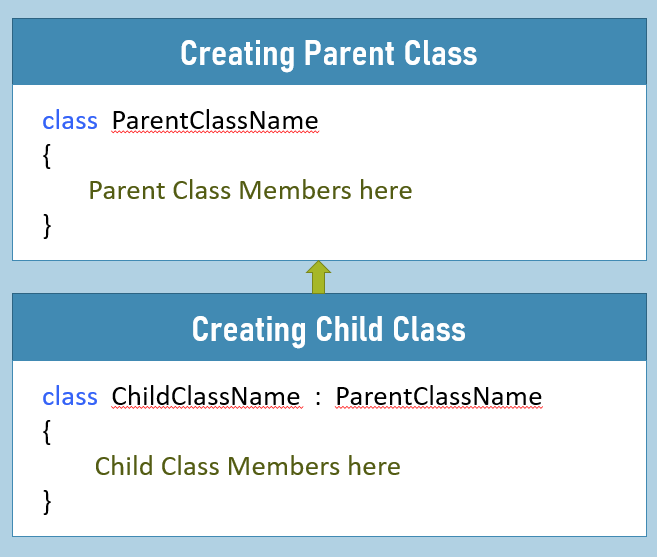 Creating Parent Class
class ParentClassName
{
Parent Class Members here
}
Creating Child Class
class ChildClassName : ParentClassName
{
Child Class Members here
}